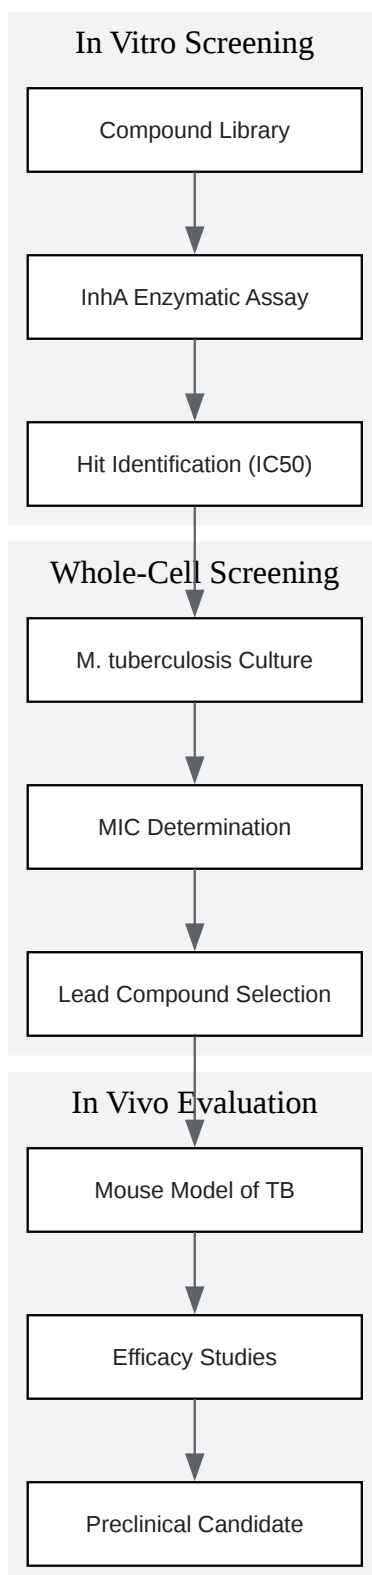 In Vitro Screening
Compound Library
InhA Enzymatic Assay
Hit Identification (IC50)
Whole-Cell Screening
M. tuberculosis Culture
MIC Determination
Lead Compound Selection
In Vivo Evaluation
Mouse Model of TB
Efficacy Studies
Preclinical Candidate